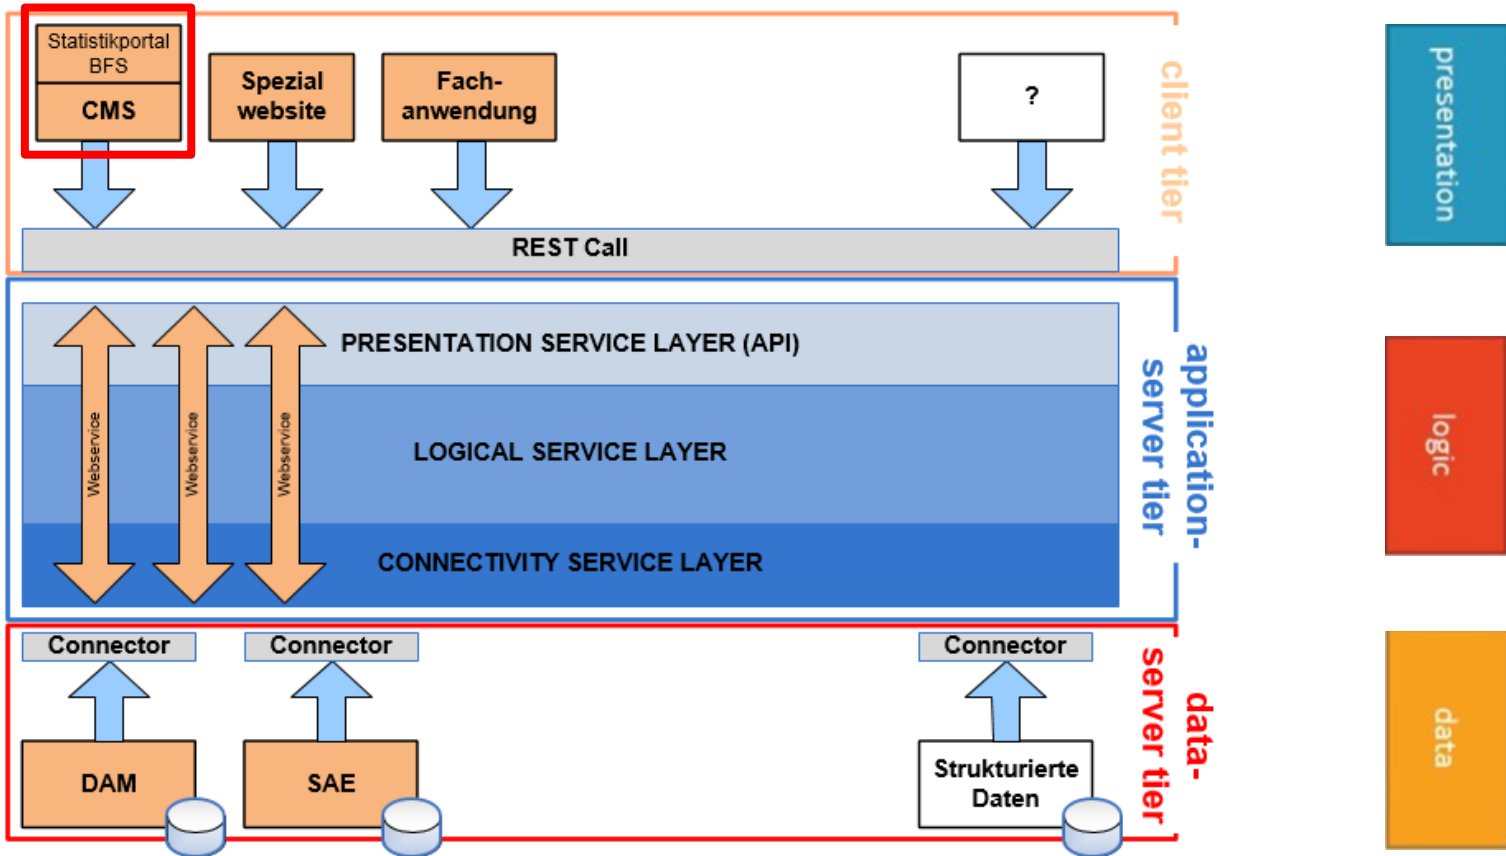 Statistikportal
BFS
CMS
Spezial
website
Fach-
anwendung
?
client tier
presentation
REST Call
PRESENTATION SERVICE LAYER (API)
LOGICAL SERVICE LAYER
CONNECTIVITY SERVICE LAYER
Webservice
Webservice
Webservice
application-
server tier
logic
Connector
Connector
Connector
DAM
SAE
Strukturierte
Daten
data-
server tier
data